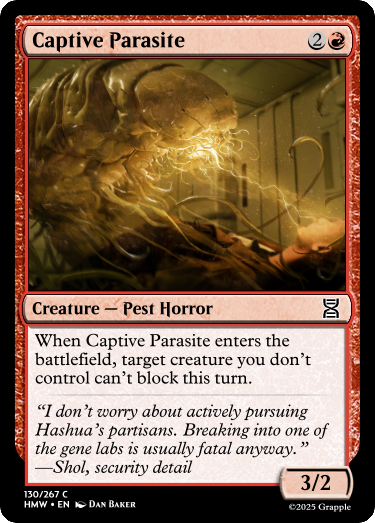 Captive Parasite 2
Creature — Pest Horror
When Captive Parasite enters the
battlefield, target creature you don't
control can't block this turn.
“I don't worry about actively pursuing
Hashua's partisans. Breaking into one of
the gene labs is usually fatal anyway.”
—Shol, security detail
3/2
130/267 C
HMW • EN Dan Baker
©2025 Grapple